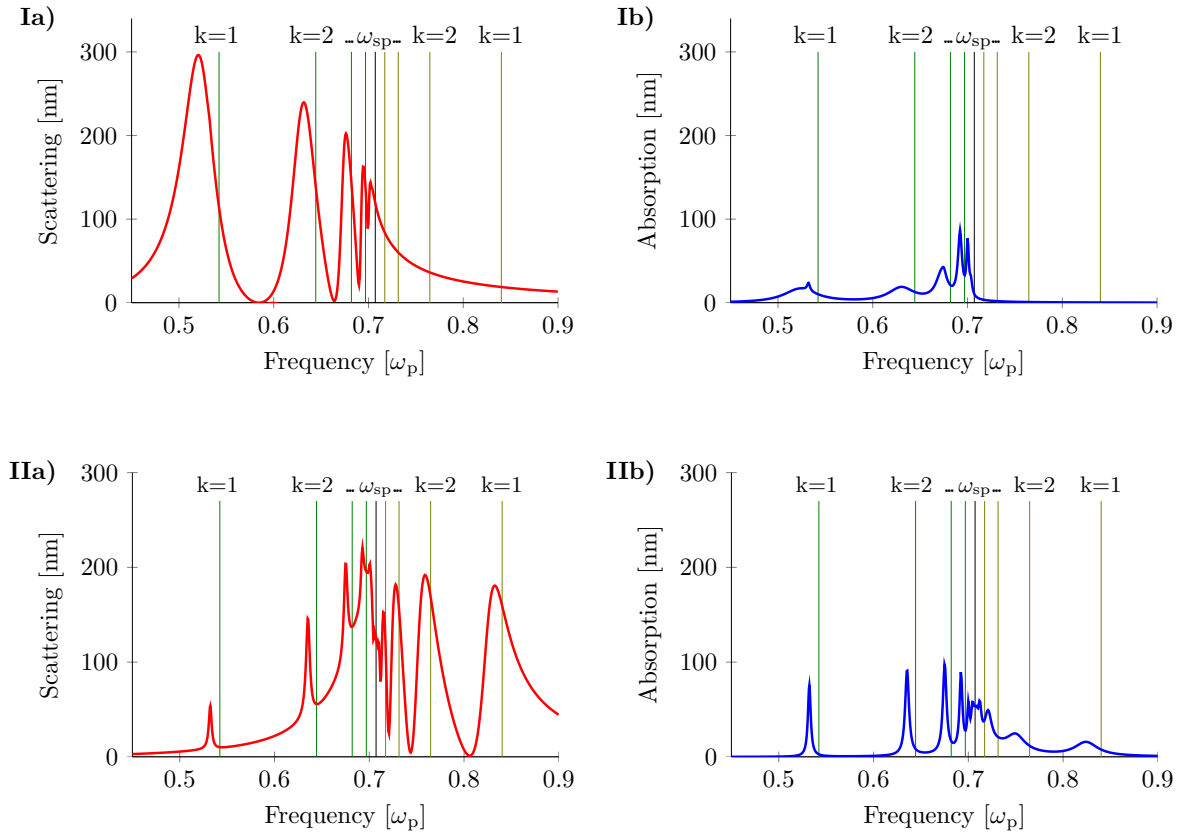 Ia)
k=1 k=2 ... ωsp... k=2 k=1
300
200
100
0
0.5 0.6 0.7 0.8 0.9
Scattering [nm]
Frequency [ωp]
Ib)
k=1 k=2 ... ωsp... k=2 k=1
300
200
100
0
0.5 0.6 0.7 0.8 0.9
Absorption [nm]
Frequency [ωp]
IIa)
k=1 k=2 ... ωsp... k=2 k=1
300
200
100
0
0.5 0.6 0.7 0.8 0.9
Scattering [nm]
Frequency [ωp]
IIb)
k=1 k=2 ... ωsp... k=2 k=1
300
200
100
0
0.5 0.6 0.7 0.8 0.9
Absorption [nm]
Frequency [ωp]